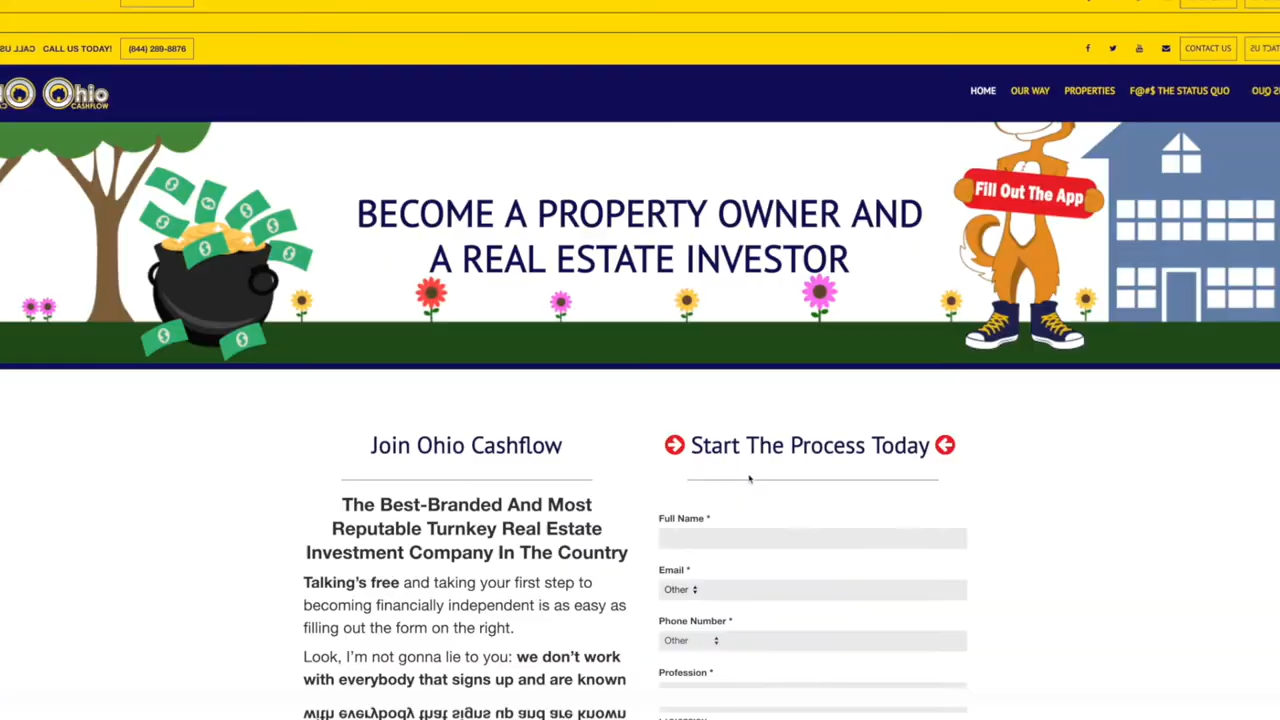 CALL US TODAY! (844) 289-8876
CONTACT US
Ohio
CASHFLOW
HOME OUR WAY PROPERTIES F@#$ THE STATUS QUO
BECOME A PROPERTY OWNER AND
A REAL ESTATE INVESTOR
Fill Out The App
Join Ohio Cashflow
The Best-Branded And Most
Reputable Turnkey Real Estate
Investment Company In The Country
Talking's free and taking your first step to
becoming financially independent is as easy as
filling out the form on the right.
Look, I'm not gonna lie to you: we don't work
with everybody that signs up and are known
Start The Process Today
Full Name *
Email *
Other
Phone Number *
Other
Profession *